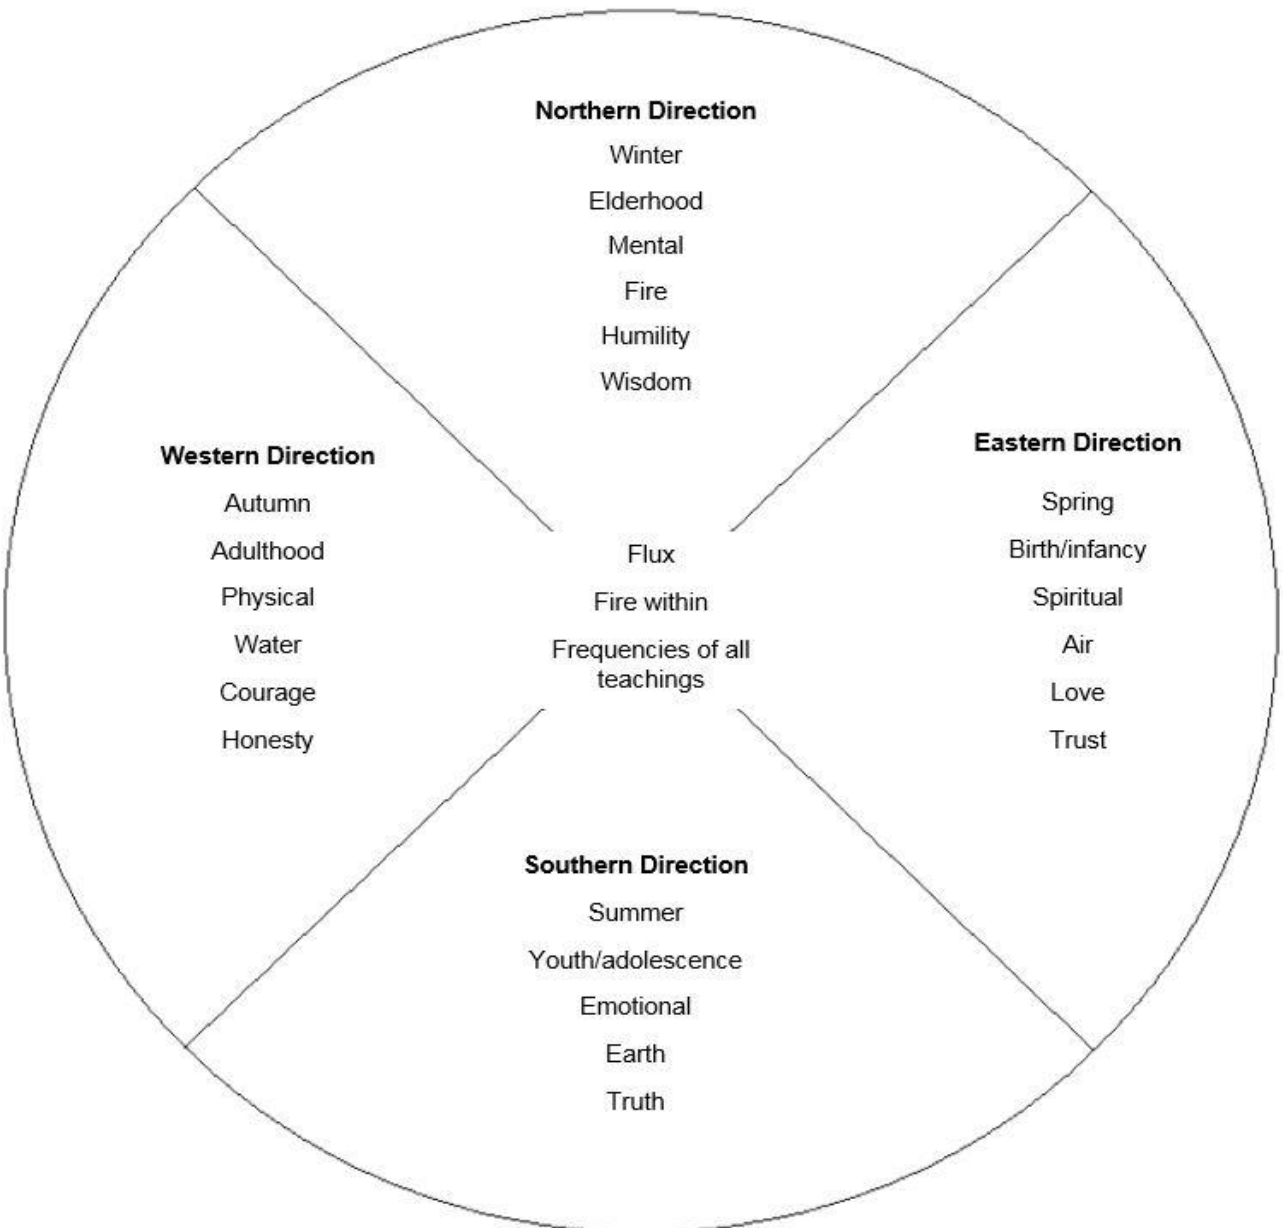 Northern Direction
Winter
Elderhood
Mental
Fire
Humility
Wisdom
Western Direction
Autumn
Adulthood
Physical
Water
Courage
Honesty
Flux
Fire within
Frequencies of all
teachings
Eastern Direction
Spring
Birth/infancy
Spiritual
Air
Love
Trust
Southern Direction
Summer
Youth/adolescence
Emotional
Earth
Truth